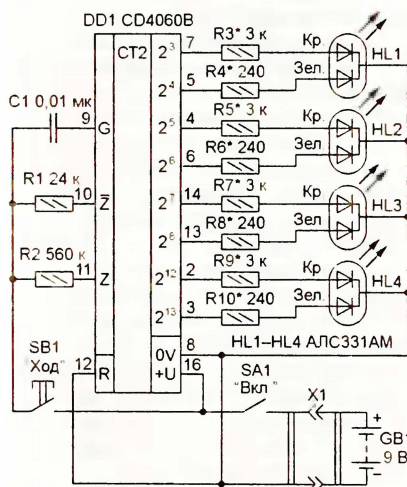 DD1 CD4060B
CT2
C1 0,01 мк
9 G
R1 24 к
10 Z̅
R2 560 к
11 Z
SB1
"Ход"
12 R
2³ 7 R3* 3 к Кр. HL1
2⁴ 5 R4* 240 Зел.
2⁵ 4 R5* 3 к Кр. HL2
2⁶ 6 R6* 240 Зел.
2⁷ 14 R7* 3 к Кр. HL3
2⁸ 13 R8* 240 Зел.
2¹² 2 R9* 3 к Кр. HL4
2¹³ 3 R10* 240 Зел.
0V 8
+U 16
HL1–HL4 АЛС331АМ
SA1
"Вкл"
X1
+
GB1
9 В
−